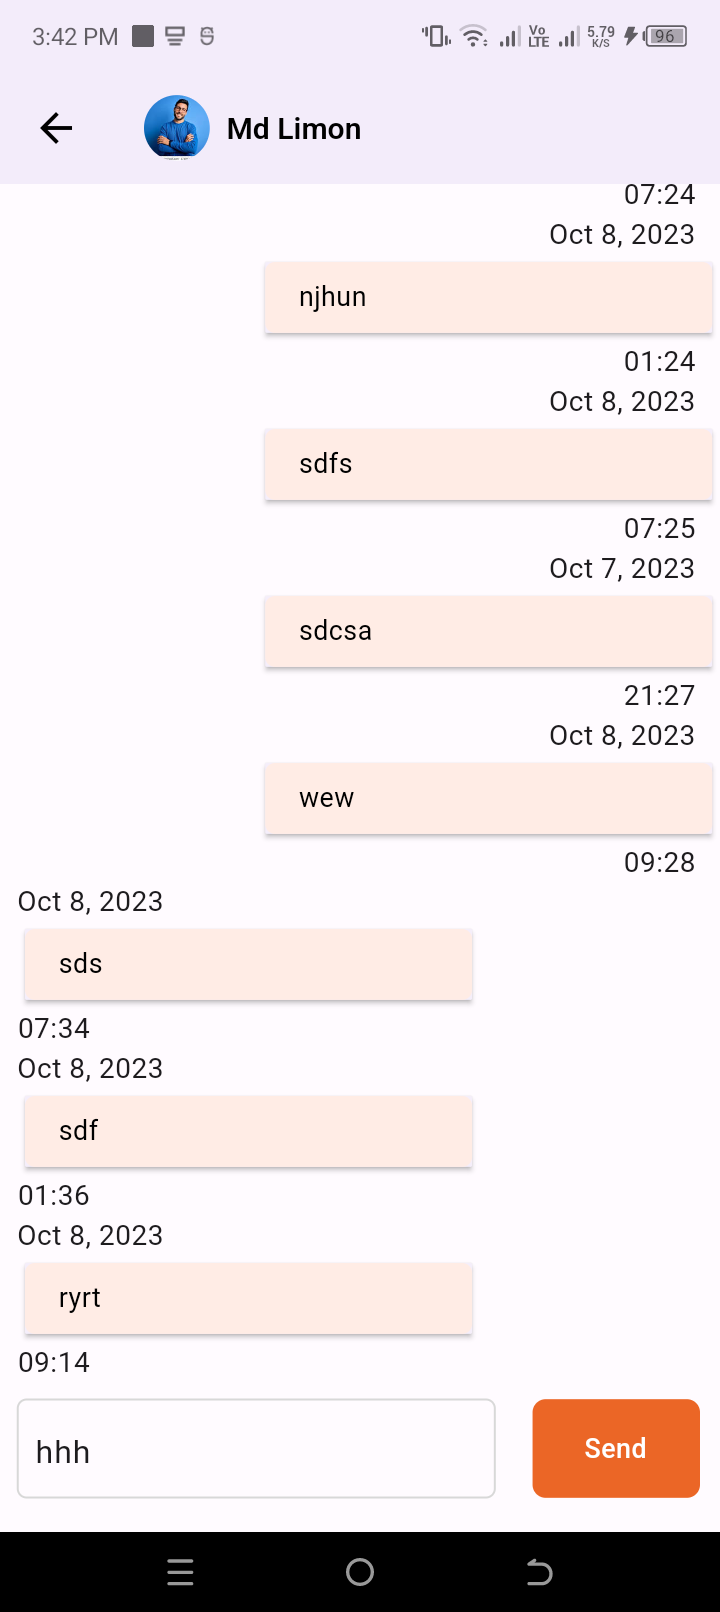 3:42 PM
Vo LTE
5.79 K/S
96
Md Limon
07:24
Oct 8, 2023
njhun
01:24
Oct 8, 2023
sdfs
07:25
Oct 7, 2023
sdcsa
21:27
Oct 8, 2023
wew
09:28
Oct 8, 2023
sds
07:34
Oct 8, 2023
sdf
01:36
Oct 8, 2023
ryrt
09:14
hhh
Send